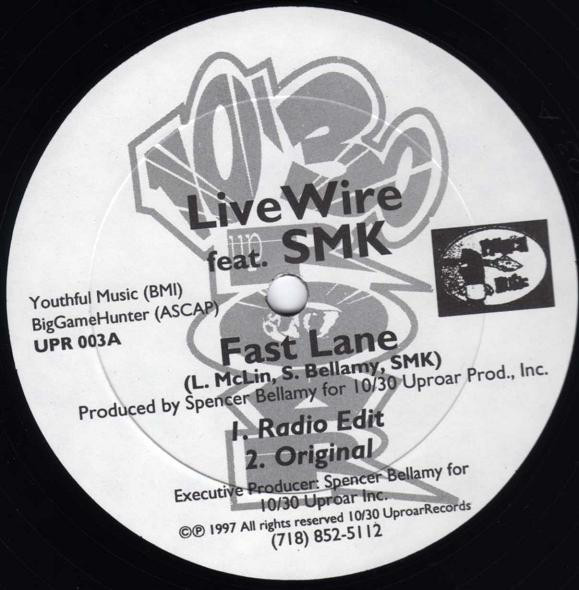 10/30
LiveWire
feat. SMK
Youthful Music (BMI)
BigGameHunter (ASCAP)
UPR 003A
Fast Lane
(L. McLin, S. Bellamy, SMK)
Produced by Spencer Bellamy for 10/30 Uproar Prod., Inc.
1. Radio Edit
2. Original
Executive Producer: Spencer Bellamy for
10/30 Uproar Inc.
©℗ 1997 All rights reserved 10/30 UproarRecords
(718) 852-5112